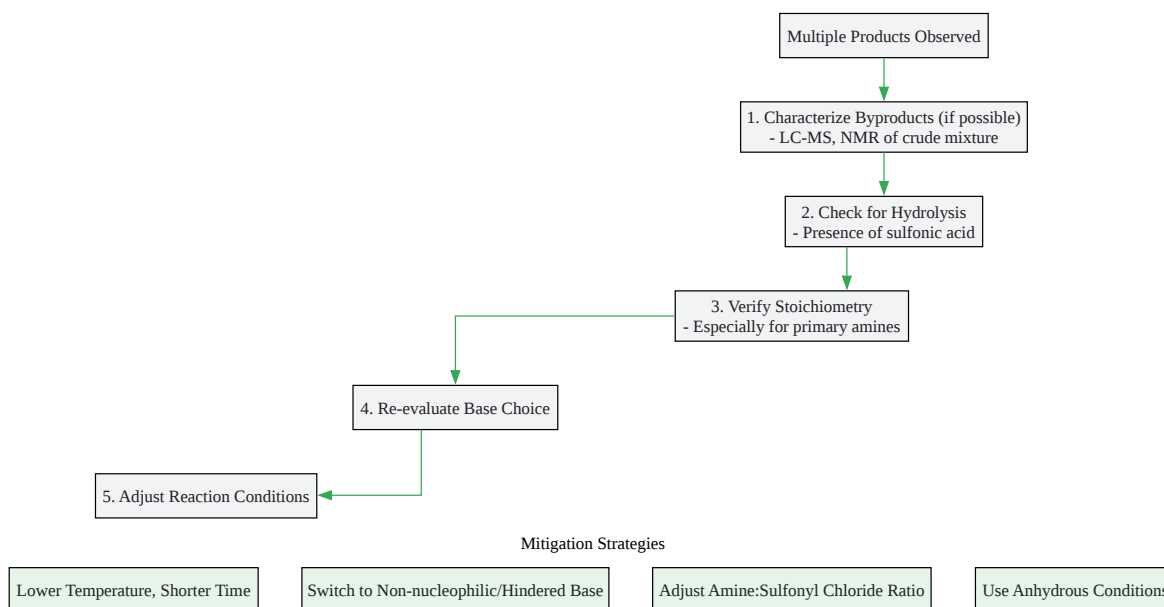 Multiple Products Observed
1. Characterize Byproducts (if possible)
- LC-MS, NMR of crude mixture
2. Check for Hydrolysis
- Presence of sulfonic acid
3. Verify Stoichiometry
- Especially for primary amines
4. Re-evaluate Base Choice
5. Adjust Reaction Conditions
Mitigation Strategies
Lower Temperature, Shorter Time
Switch to Non-nucleophilic/Hindered Base
Adjust Amine:Sulfonyl Chloride Ratio
Use Anhydrous Conditions